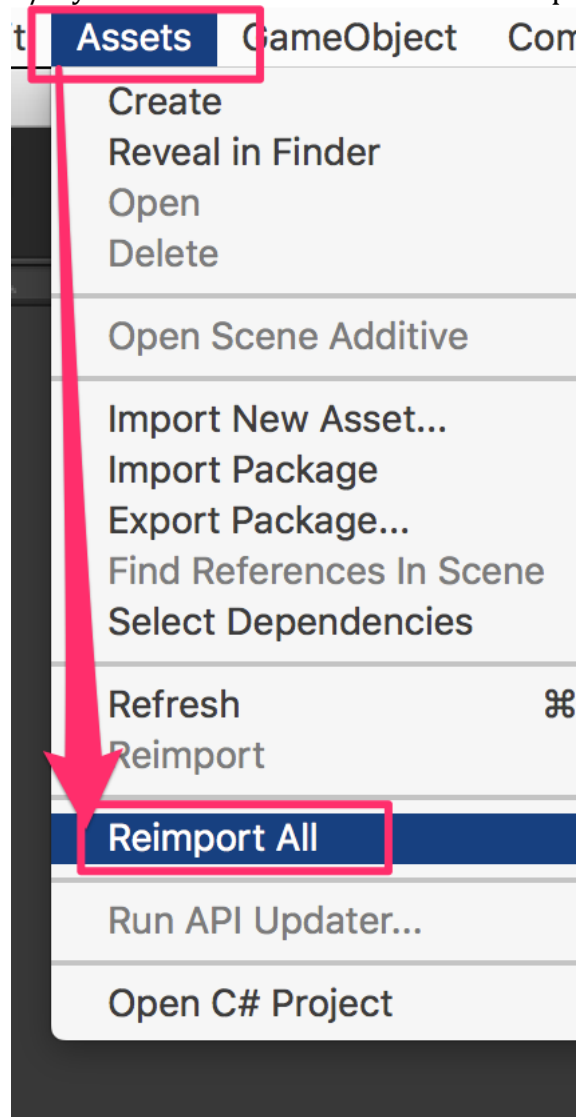 Assets GameObject
Create
Reveal in Finder
Open
Delete
Open Scene Additive
Import New Asset...
Import Package
Export Package...
Find References In Scene
Select Dependencies
Refresh ⌘
Reimport
Reimport All
Run API Updater...
Open C# Project